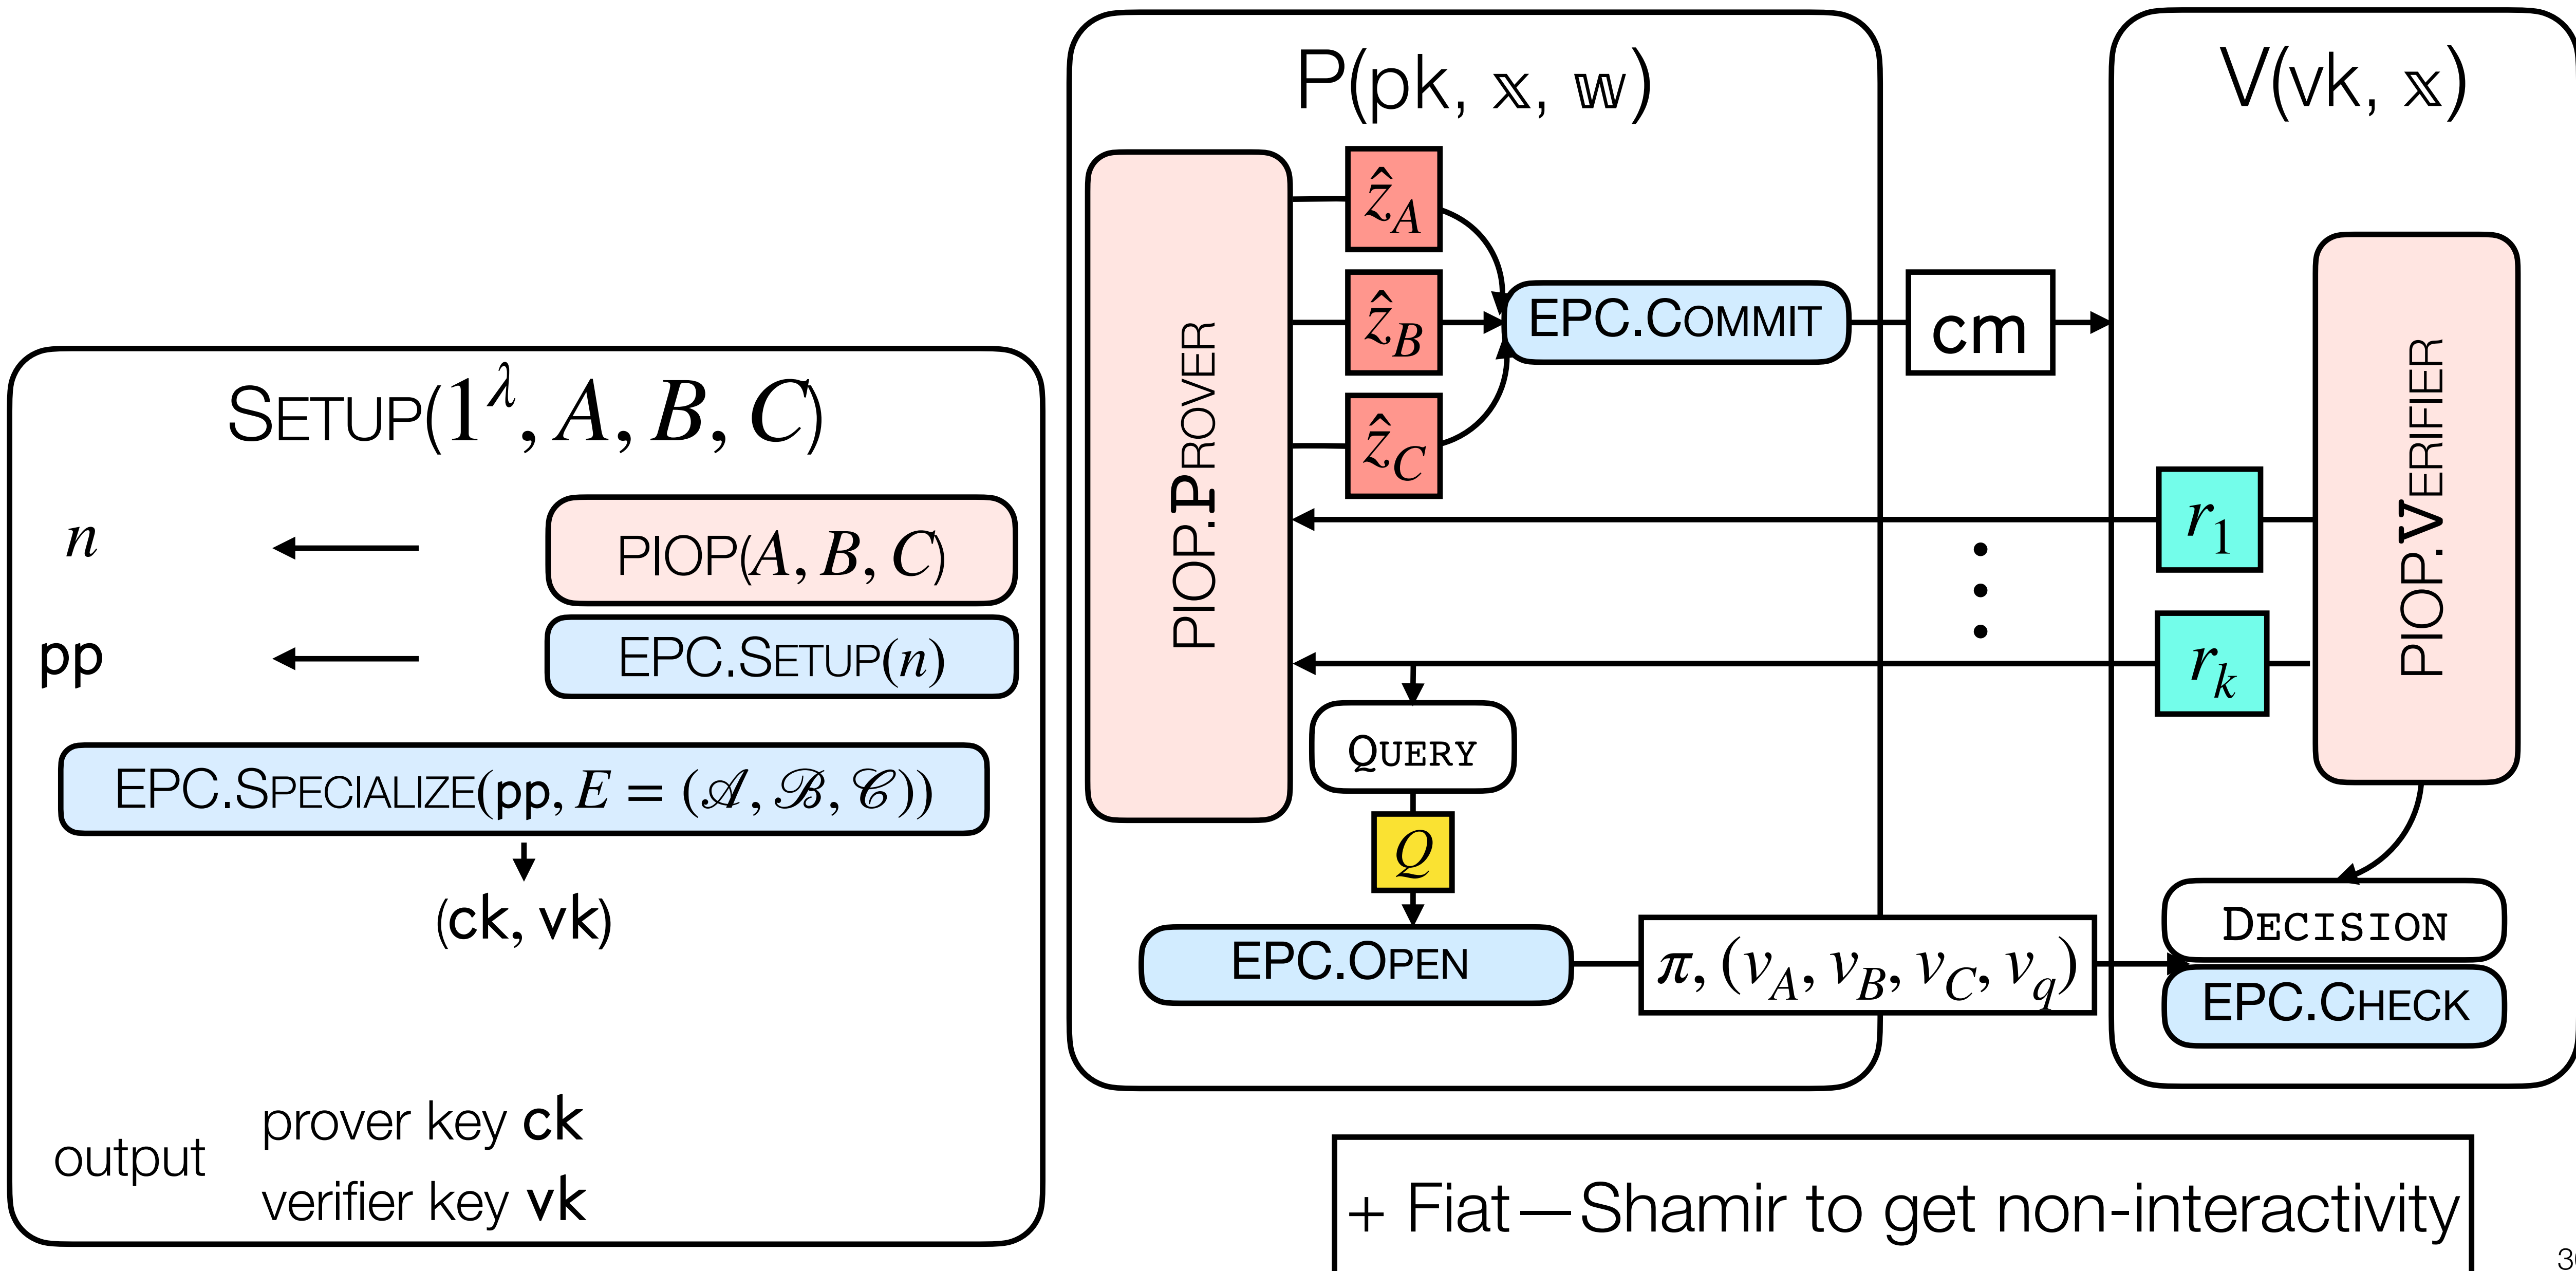 SETUP(1^λ, A, B, C)
n
PIOP(A, B, C)
pp
EPC.SETUP(n)
EPC.SPECIALIZE(pp, E = (𝒜, ℬ, 𝒞))
(ck, vk)
output
prover key ck
verifier key vk
P(pk, 𝕩, 𝕨)
PIOP.PROVER
ẑ_A
ẑ_B
ẑ_C
EPC.COMMIT
cm
QUERY
Q
EPC.OPEN
π, (v_A, v_B, v_C, v_q)
V(vk, 𝕩)
r_1
⋮
r_k
PIOP.VERIFIER
DECISION
EPC.CHECK
+ Fiat—Shamir to get non-interactivity